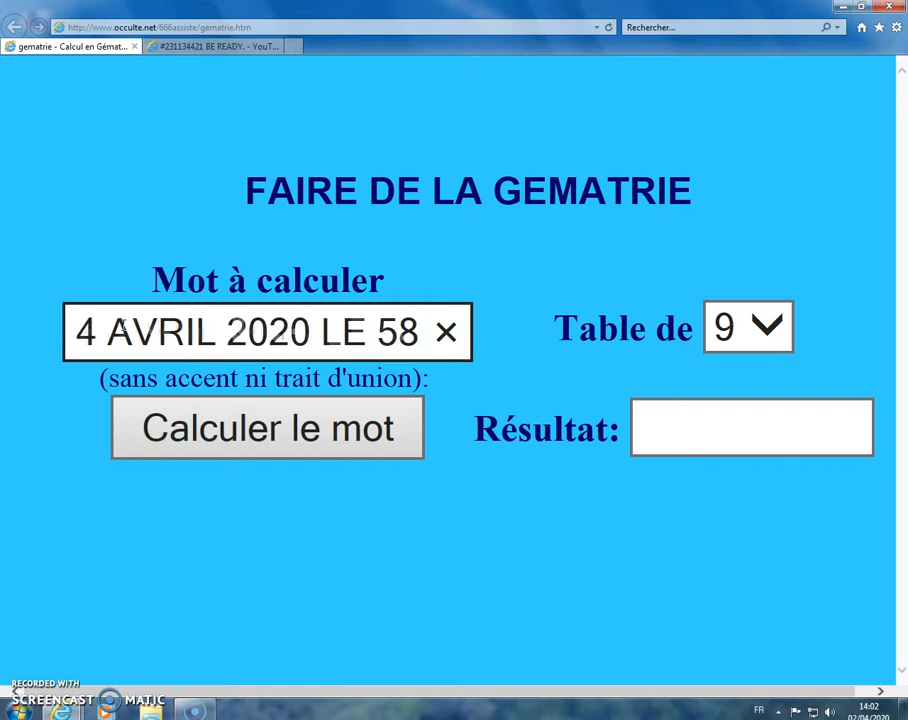 http://www.occulte.net/666assiste/gematrie.htm
Rechercher...
gematrie - Calcul en Gémat...
#231134421 BE READY. - YouT...
FAIRE DE LA GEMATRIE
Mot à calculer
4 AVRIL 2020 LE 58
Table de 9
(sans accent ni trait d'union):
Calculer le mot
Résultat:
RECORDED WITH
SCREENCAST MATIC
FR
14:02
02/04/2020